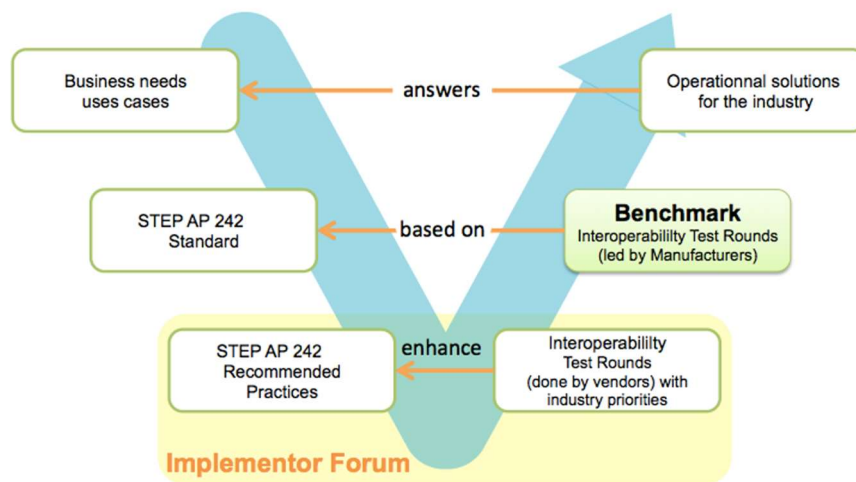 Business needs
uses cases
answers
Operationnal solutions
for the industry
STEP AP 242
Standard
based on
Benchmark
Interoperabililty Test Rounds
(led by Manufacturers)
STEP AP 242
Recommended
Practices
enhance
Interoperabililty
Test Rounds
(done by vendors) with
industry priorities
Implementor Forum